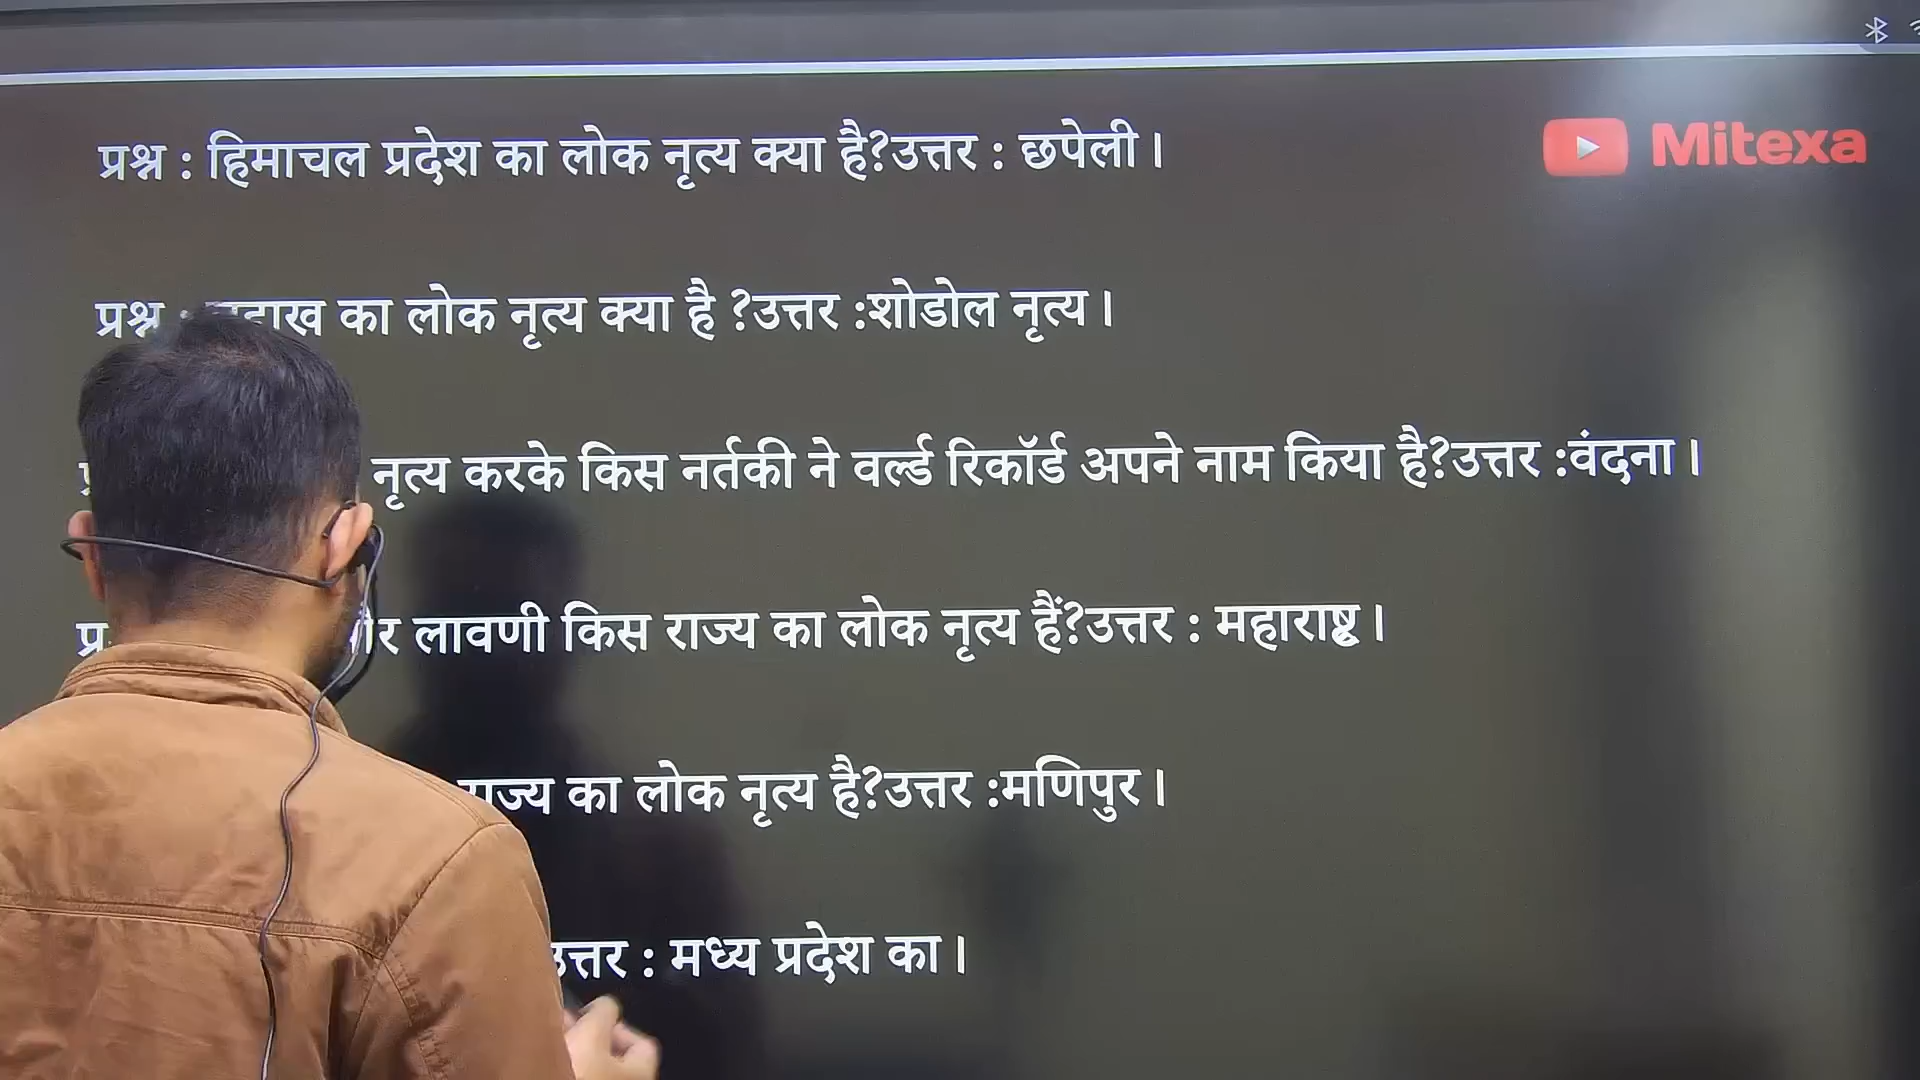 प्रश्न : हिमाचल प्रदेश का लोक नृत्य क्या है?उत्तर : छपेली।
Mitexa
प्रश्न : का लोक नृत्य क्या है ?उत्तर :शोडोल नृत्य।
नृत्य करके किस नर्तकी ने वर्ल्ड रिकॉर्ड अपने नाम किया है?उत्तर :वंदना।
लावणी किस राज्य का लोक नृत्य हैं?उत्तर : महाराष्ट्र।
राज्य का लोक नृत्य है?उत्तर :मणिपुर।
उत्तर : मध्य प्रदेश का।